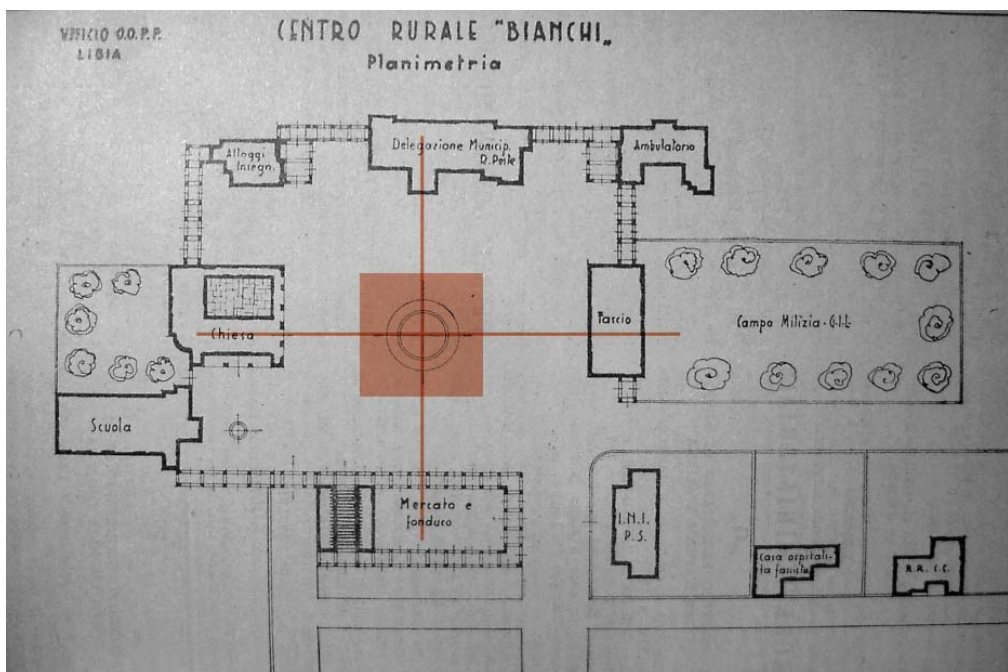 UFFICIO O.O.P.P.
LIBIA
CENTRO RURALE "BIANCHI„
Planimetria
Alloggi
Insegn.
Delegazione Municip.
R. Poste
Ambulatorio
Chiesa
Fascio
Campo Milizia - G.I.L.
Scuola
Mercato e
fonduco
I.N.F.
P.S.
Casa ospitali-
tà fascista
R.R. C.C.